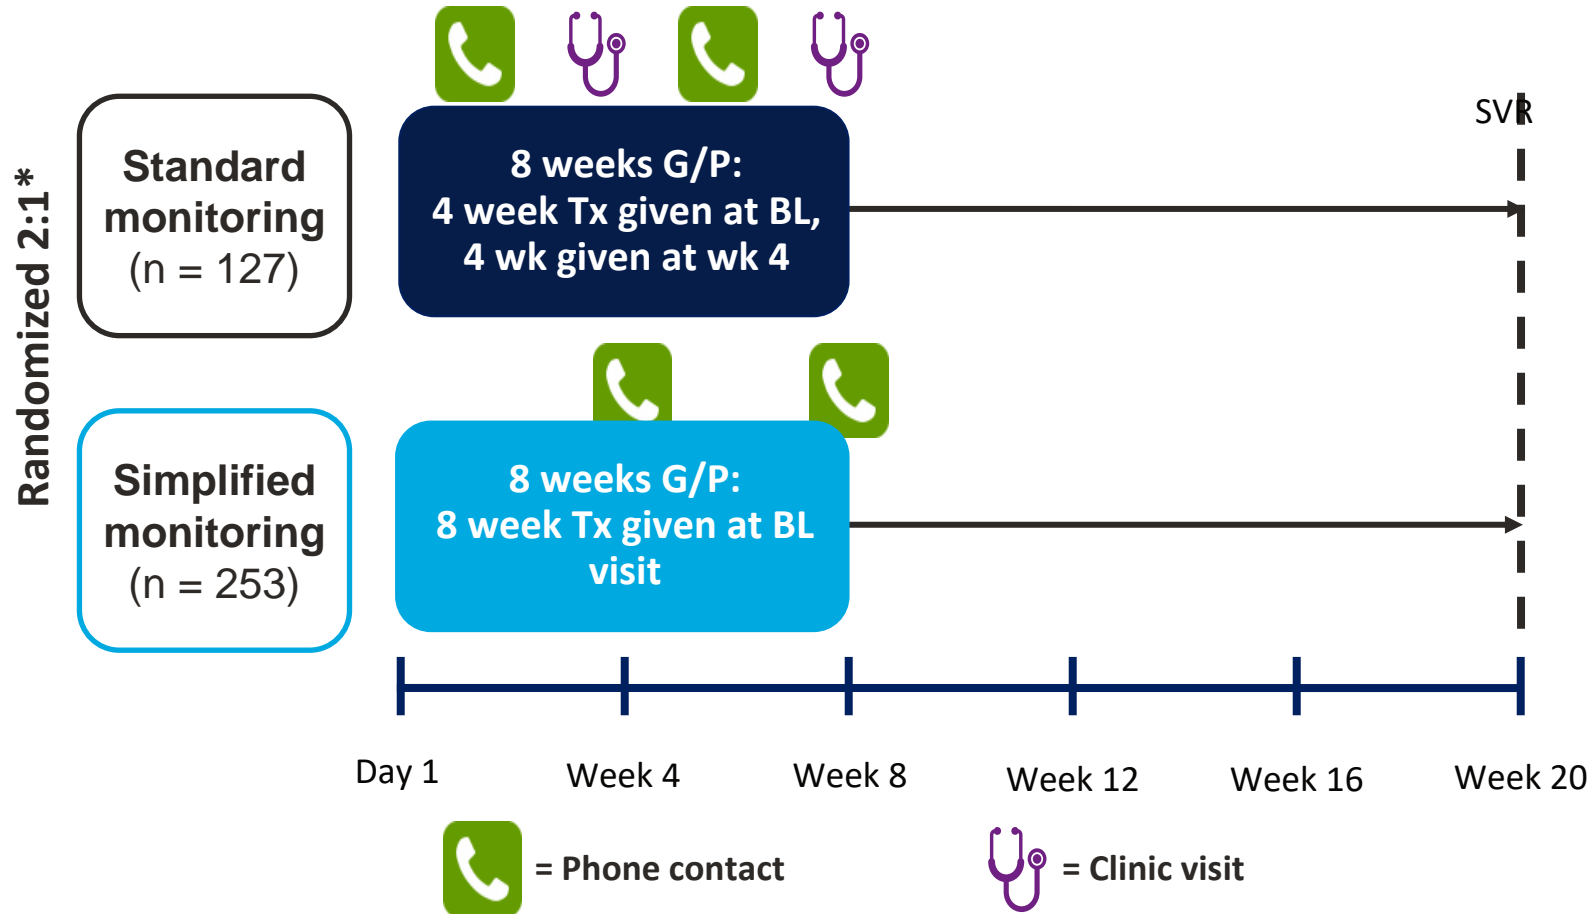 Randomized 2:1*
Standard
monitoring
(n = 127)
8 weeks G/P:
4 week Tx given at BL,
4 wk given at wk 4
SVR
Simplified
monitoring
(n = 253)
8 weeks G/P:
8 week Tx given at BL
visit
Day 1
Week 4
Week 8
Week 12
Week 16
Week 20
= Phone contact
= Clinic visit